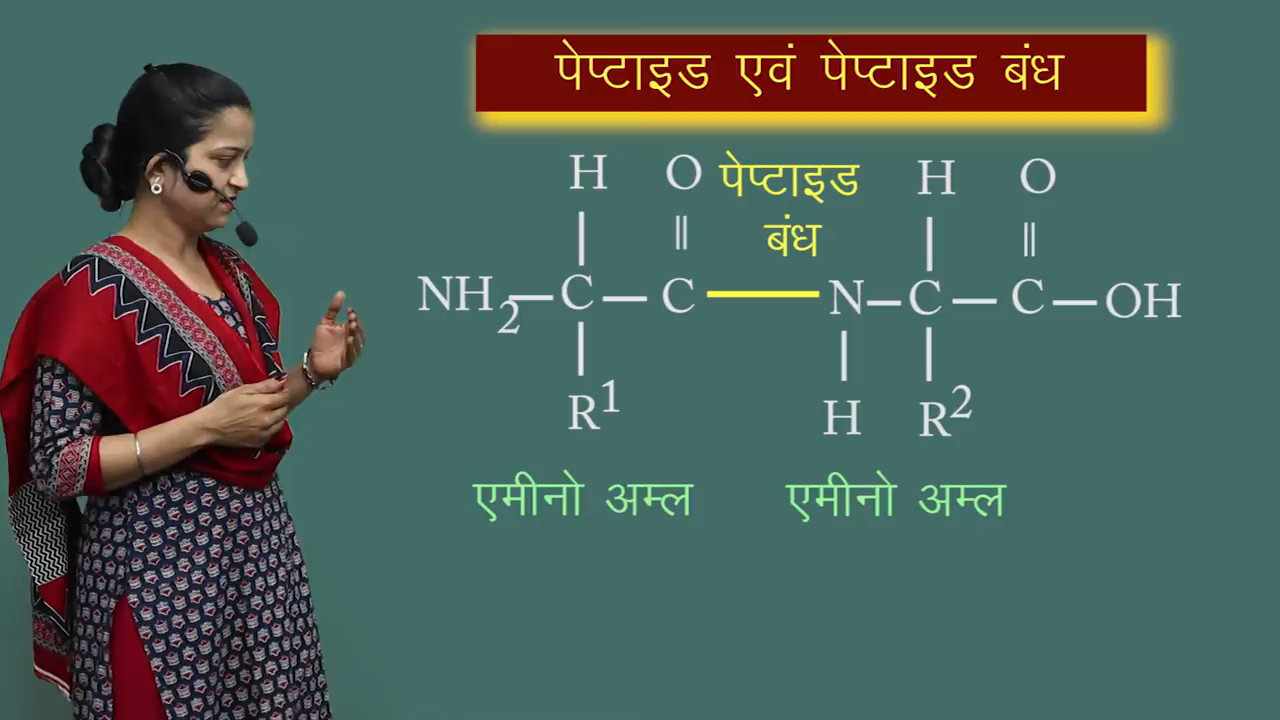 पेप्टाइड एवं पेप्टाइड बंध
H O पेप्टाइड H O
| || बंध | ||
NH2—C—C—N—C—C—OH
| | |
R1 H R2
एमीनो अम्ल एमीनो अम्ल